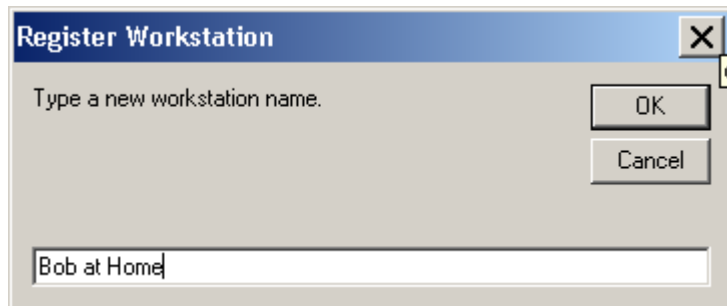 Register Workstation
Type a new workstation name.
OK
Cancel
Bob at Home